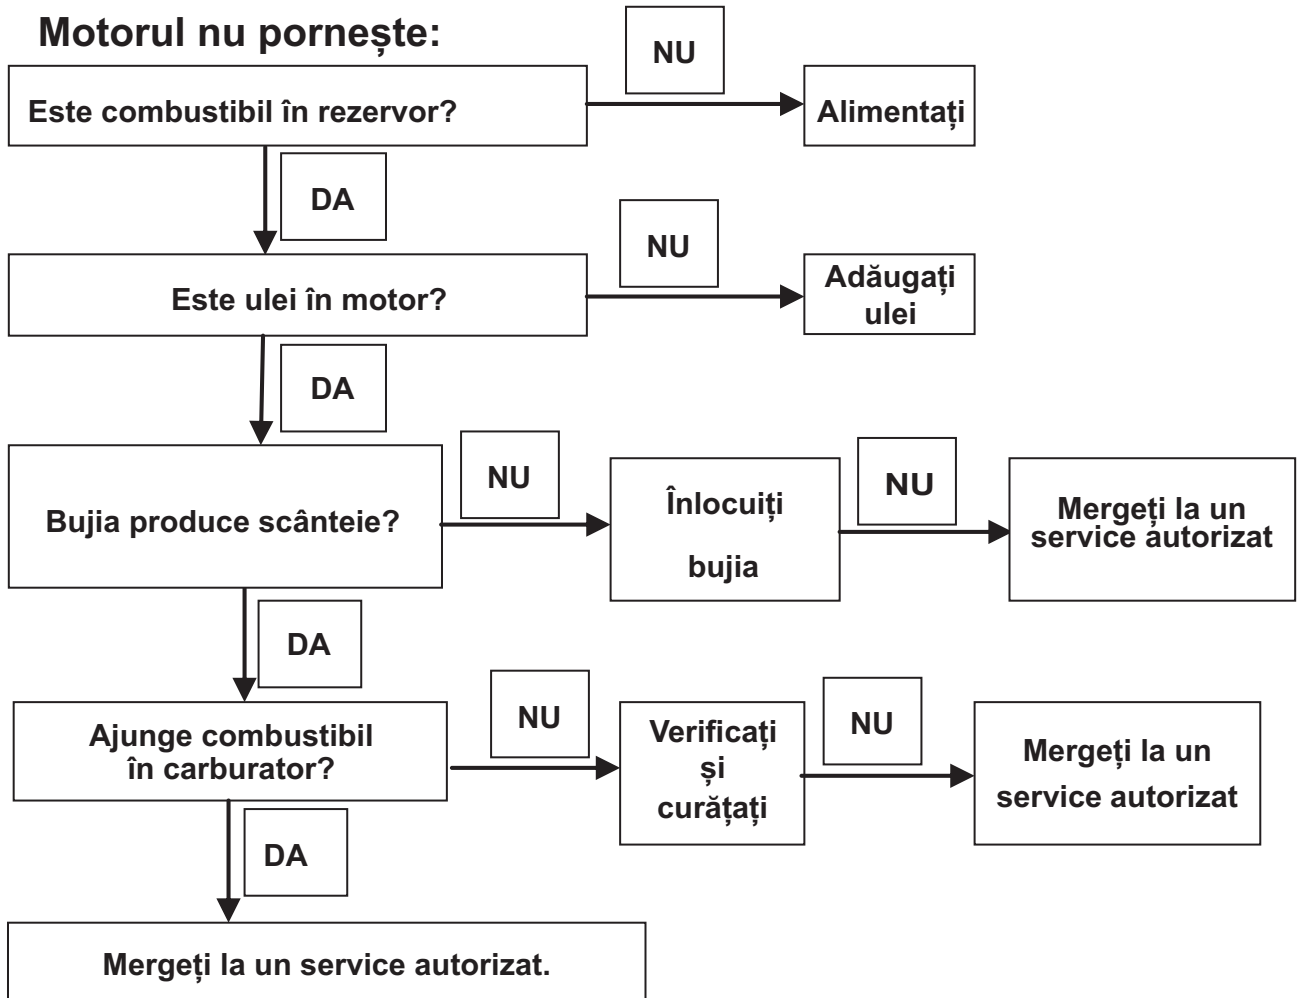 Motorul nu pornește:
NU
Este combustibil în rezervor?
Alimentați
DA
NU
Este ulei în motor?
Adăugați
ulei
DA
Bujia produce scânteie?
NU
Înlocuiți
bujia
NU
Mergeți la un
service autorizat
DA
Ajunge combustibil
în carburator?
NU
Verificați
și
curățați
NU
Mergeți la un
service autorizat
DA
Mergeți la un service autorizat.